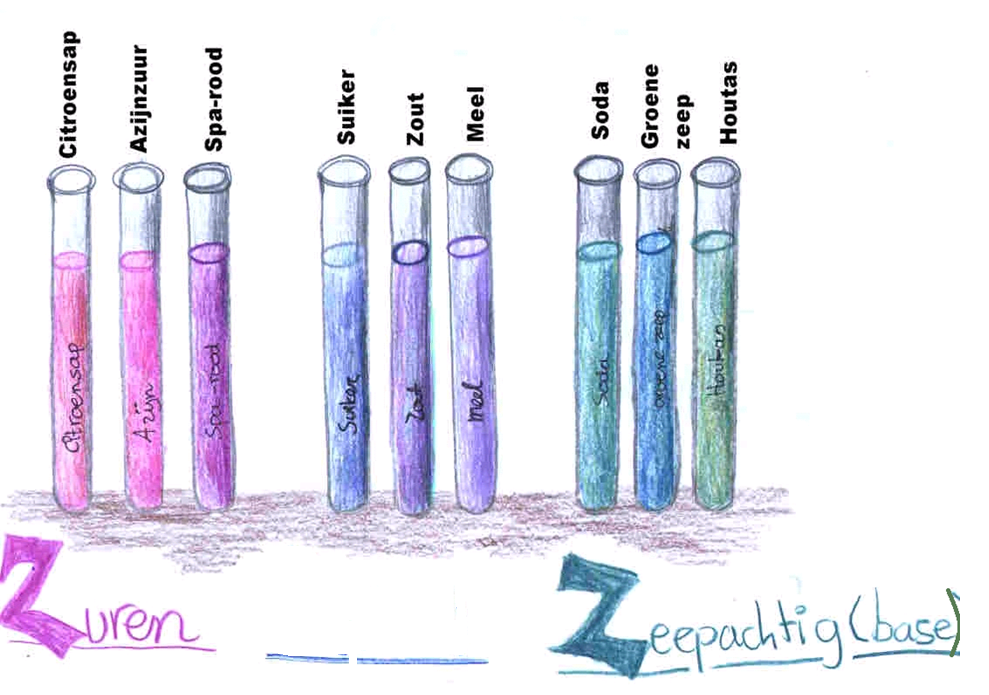 Citroensap
Azijnzuur
Spa-rood
Suiker
Zout
Meel
Soda
Groene
zeep
Houtas
Citroensap
Azijn
Spa-rood
Suiker
Zout
Meel
Soda
Groene zeep
Houtas
Zuren
Zeepachtig (base)